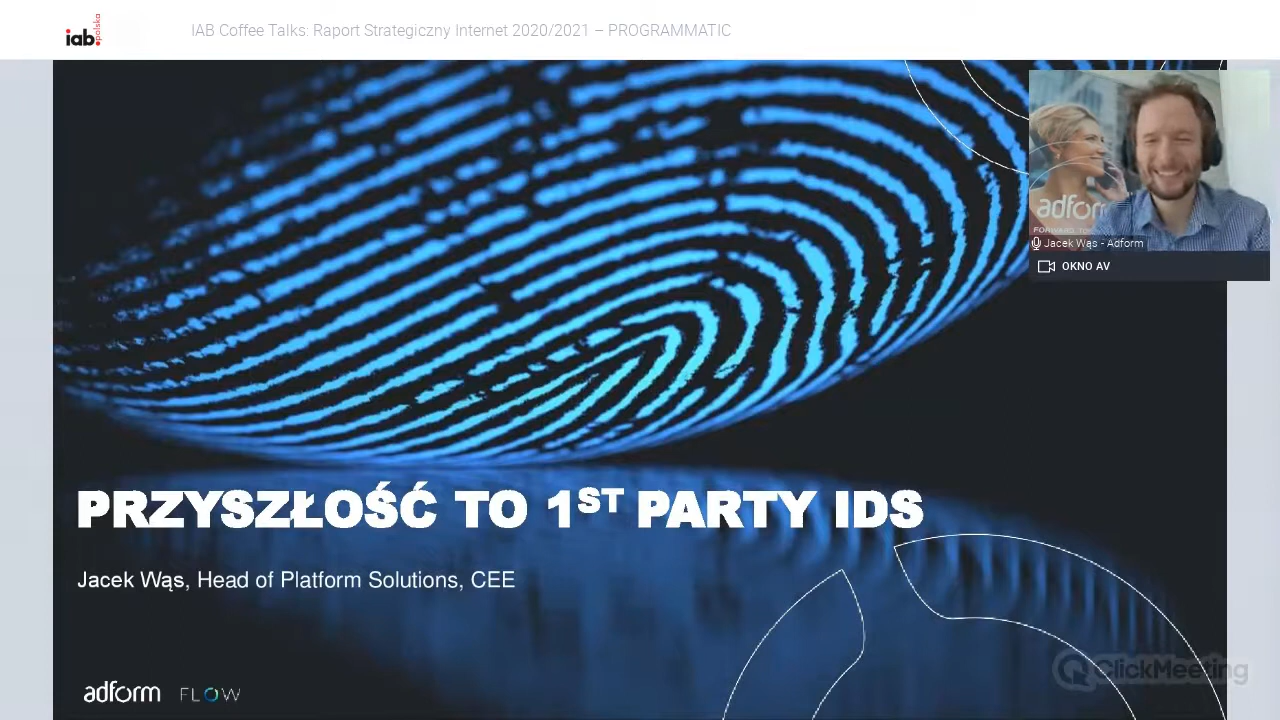 iab:
polska
IAB Coffee Talks: Raport Strategiczny Internet 2020/2021 – PROGRAMMATIC
adform
Jacek Wąs - Adform
OKNO AV
PRZYSZŁOŚĆ TO 1ST PARTY IDS
Jacek Wąs, Head of Platform Solutions, CEE
adform FLOW
ClickMeeting